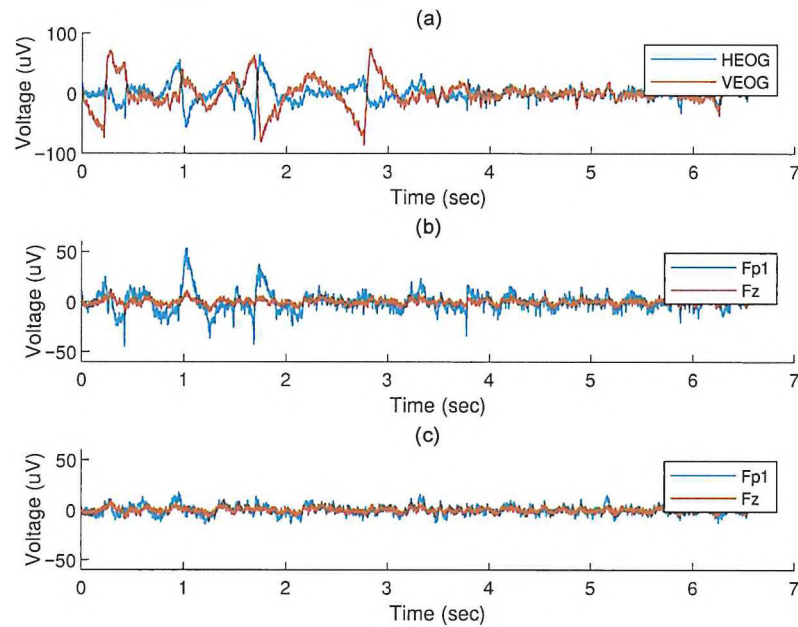 (a)
100
0
−100
Voltage (uV)
HEOG
VEOG
0 1 2 3 4 5 6 7
Time (sec)
(b)
50
0
−50
Voltage (uV)
Fp1
Fz
0 1 2 3 4 5 6 7
Time (sec)
(c)
50
0
−50
Voltage (uV)
Fp1
Fz
0 1 2 3 4 5 6 7
Time (sec)